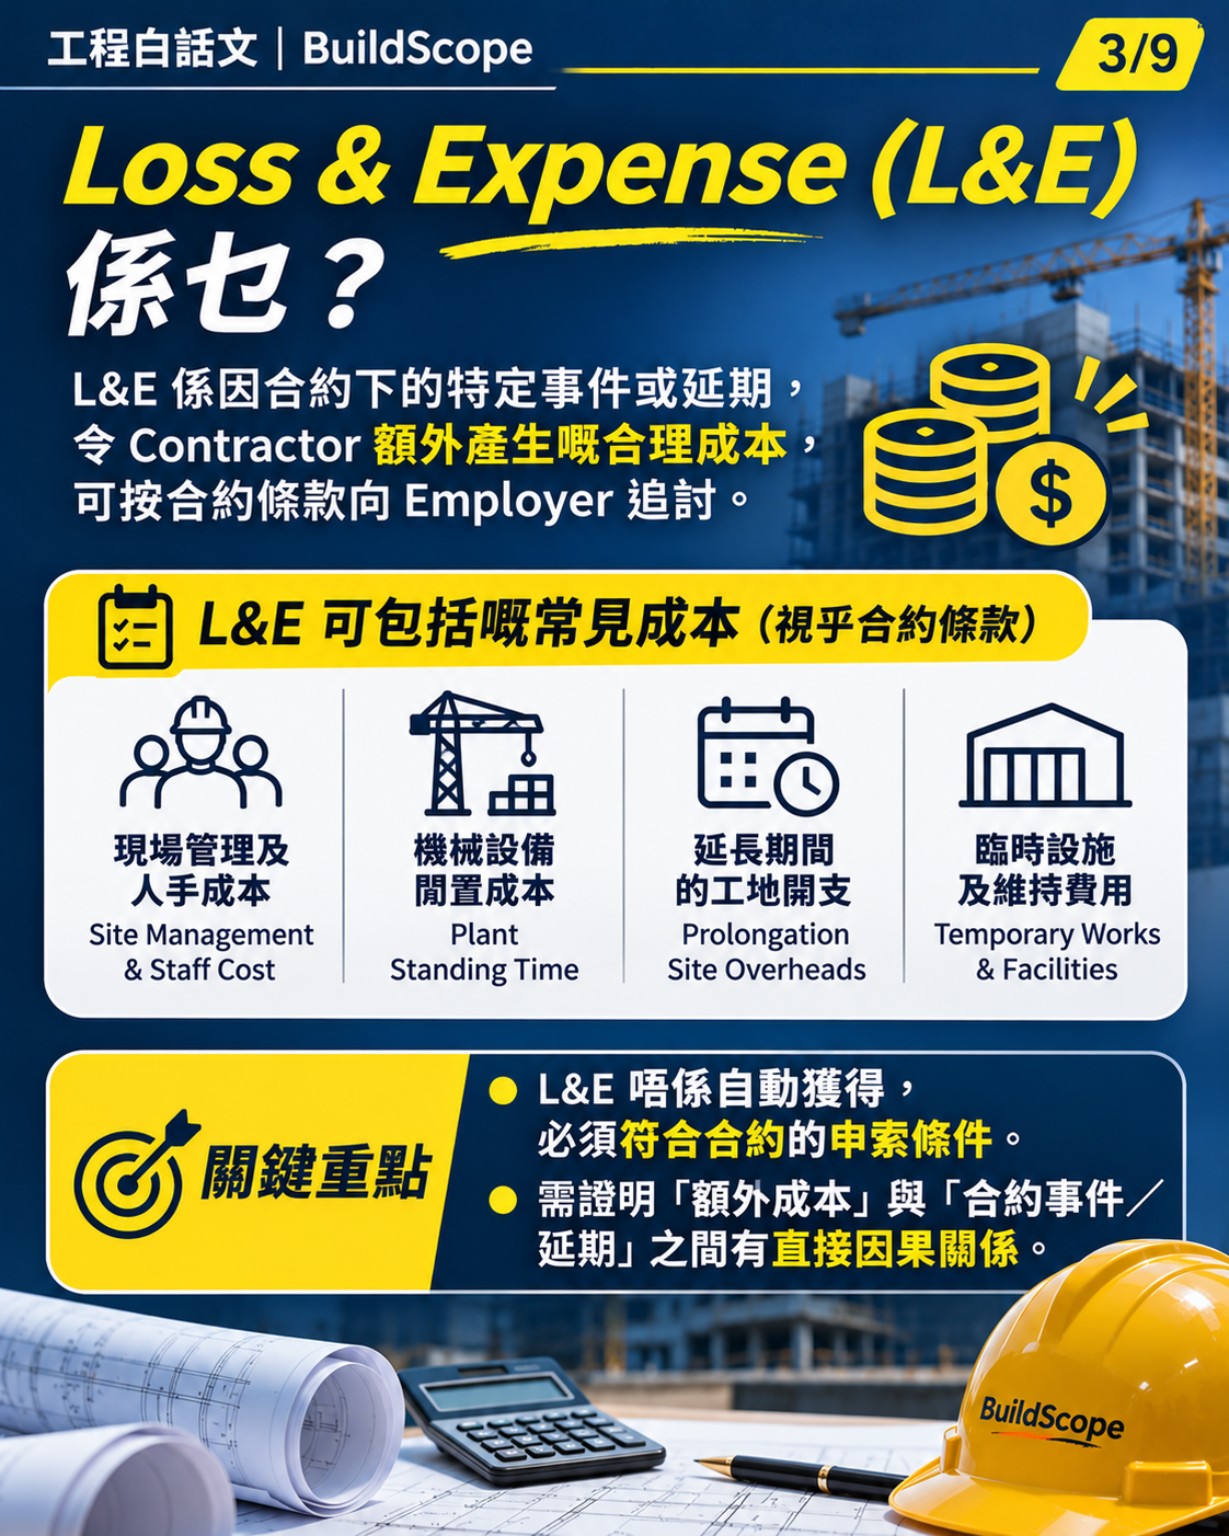 工程白話文 | BuildScope
3/9
Loss & Expense (L&E)
係乜？
L&E 係因合約下的特定事件或延期，
令 Contractor 額外產生嘅合理成本，
可按合約條款向 Employer 追討。
$
L&E 可包括嘅常見成本（視乎合約條款）
現場管理及
人手成本
Site Management
& Staff Cost
機械設備
閒置成本
Plant
Standing Time
延長期間
的工地開支
Prolongation
Site Overheads
臨時設施
及維持費用
Temporary Works
& Facilities
關鍵重點
L&E 唔係自動獲得，
必須符合合約的申索條件。
需證明「額外成本」與「合約事件／
延期」之間有直接因果關係。
BuildScope